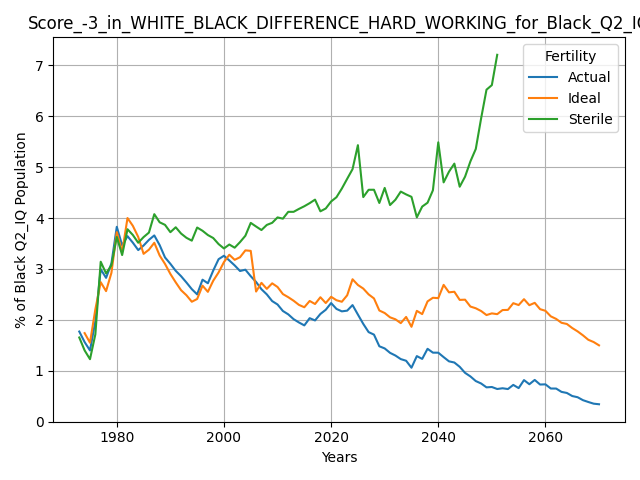 Score_-3_in_WHITE_BLACK_DIFFERENCE_HARD_WORKING_for_Black_Q2_IQ
Fertility
Actual
Ideal
Sterile
% of Black Q2_IQ Population
7
6
5
4
3
2
1
0
1980
2000
2020
2040
2060
Years